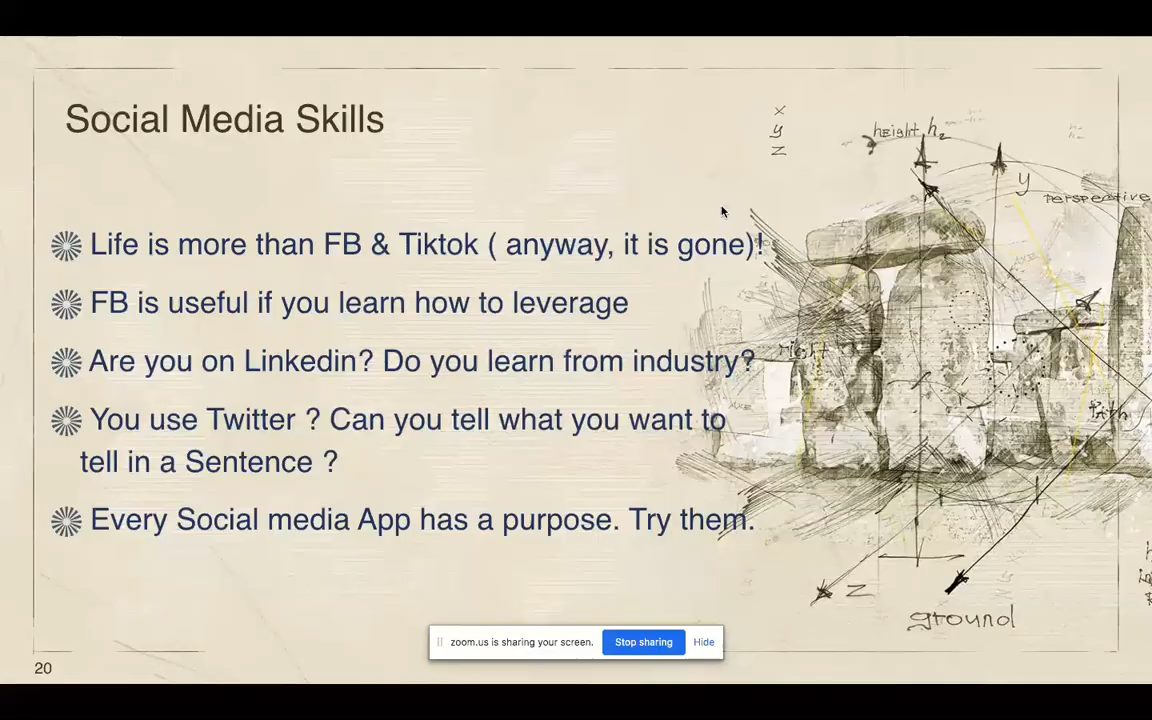 Social Media Skills
x
y
z
height, h2
y
Perspective
Life is more than FB & Tiktok ( anyway, it is gone)!
FB is useful if you learn how to leverage
Are you on Linkedin? Do you learn from industry?
You use Twitter ? Can you tell what you want to
tell in a Sentence ?
Every Social media App has a purpose. Try them.
Path
z
ground
zoom.us is sharing your screen.
Stop sharing
Hide
20